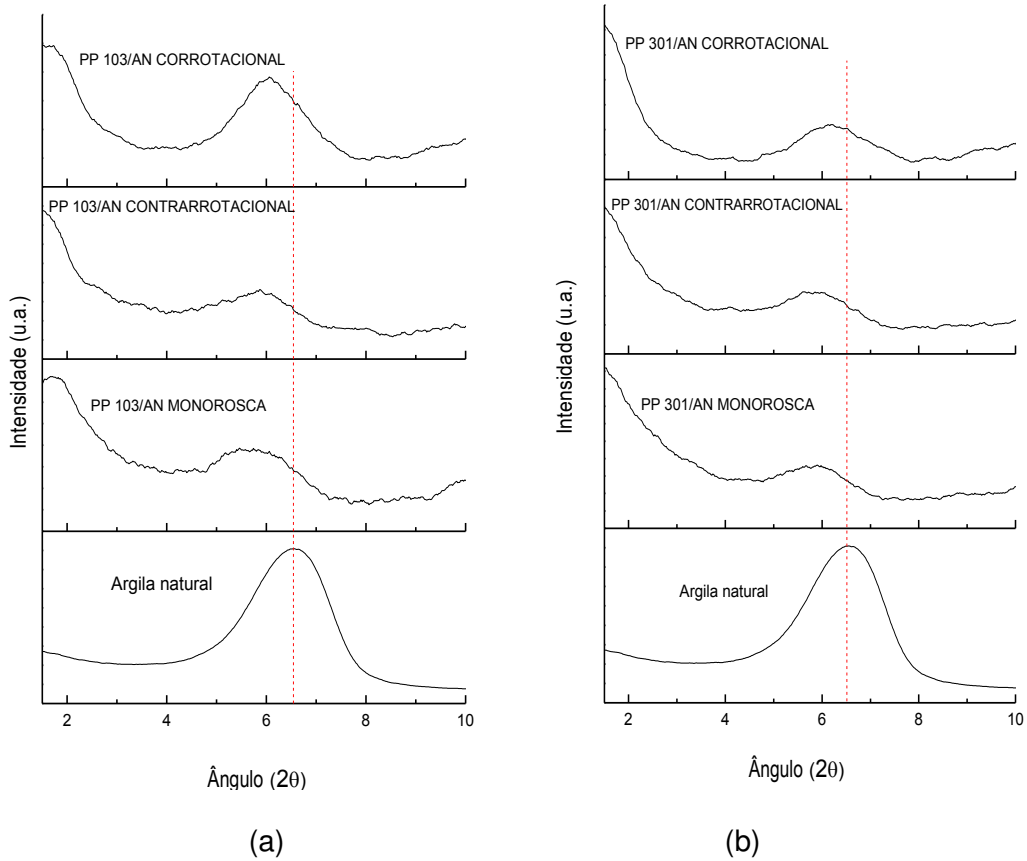 PP 103/AN CORROTACIONAL
PP 103/AN CONTRARROTACIONAL
PP 103/AN MONOROSCA
Argila natural
Intensidade (u.a.)
2 4 6 8 10
Ângulo (2θ)
(a)
PP 301/AN CORROTACIONAL
PP 301/AN CONTRARROTACIONAL
PP 301/AN MONOROSCA
Argila natural
Intensidade (u.a.)
2 4 6 8 10
Ângulo (2θ)
(b)